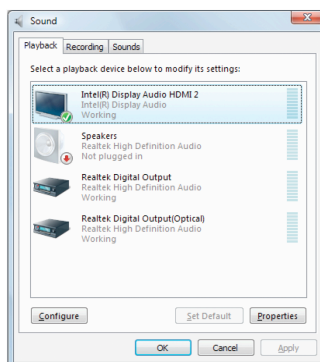 Sound
Playback Recording Sounds
Select a playback device below to modify its settings:
Intel(R) Display Audio HDMI 2
Intel(R) Display Audio
Working
Speakers
Realtek High Definition Audio
Not plugged in
Realtek Digital Output
Realtek High Definition Audio
Working
Realtek Digital Output(Optical)
Realtek High Definition Audio
Working
Configure Set Default Properties
OK Cancel Apply